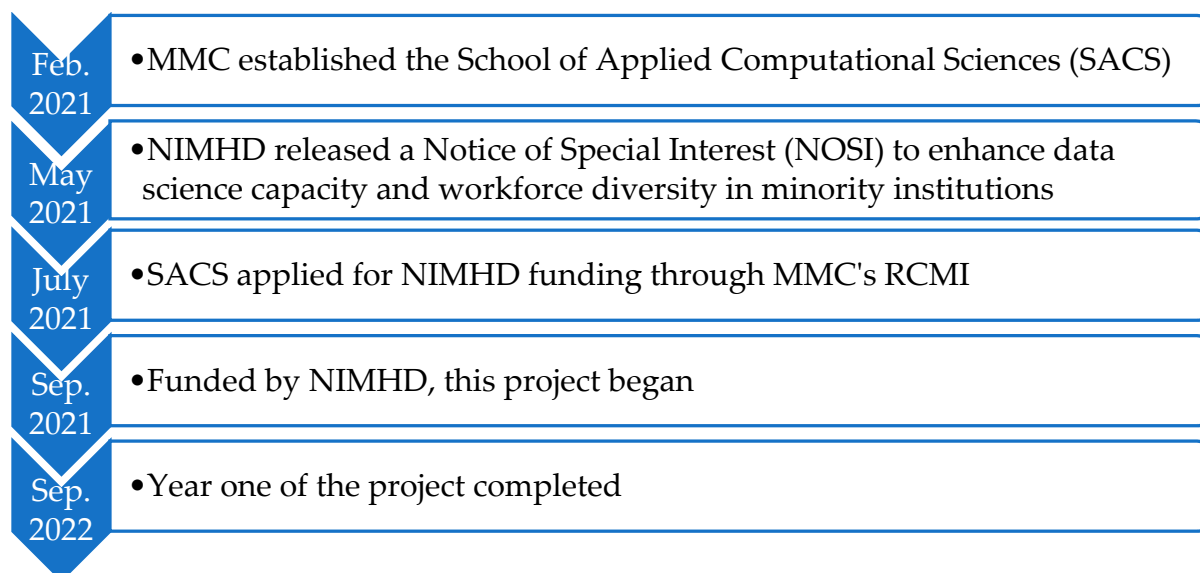 Feb.
2021
•MMC established the School of Applied Computational Sciences (SACS)
May
2021
•NIMHD released a Notice of Special Interest (NOSI) to enhance data
science capacity and workforce diversity in minority institutions
July
2021
•SACS applied for NIMHD funding through MMC's RCMI
Sep.
2021
•Funded by NIMHD, this project began
Sep.
2022
•Year one of the project completed